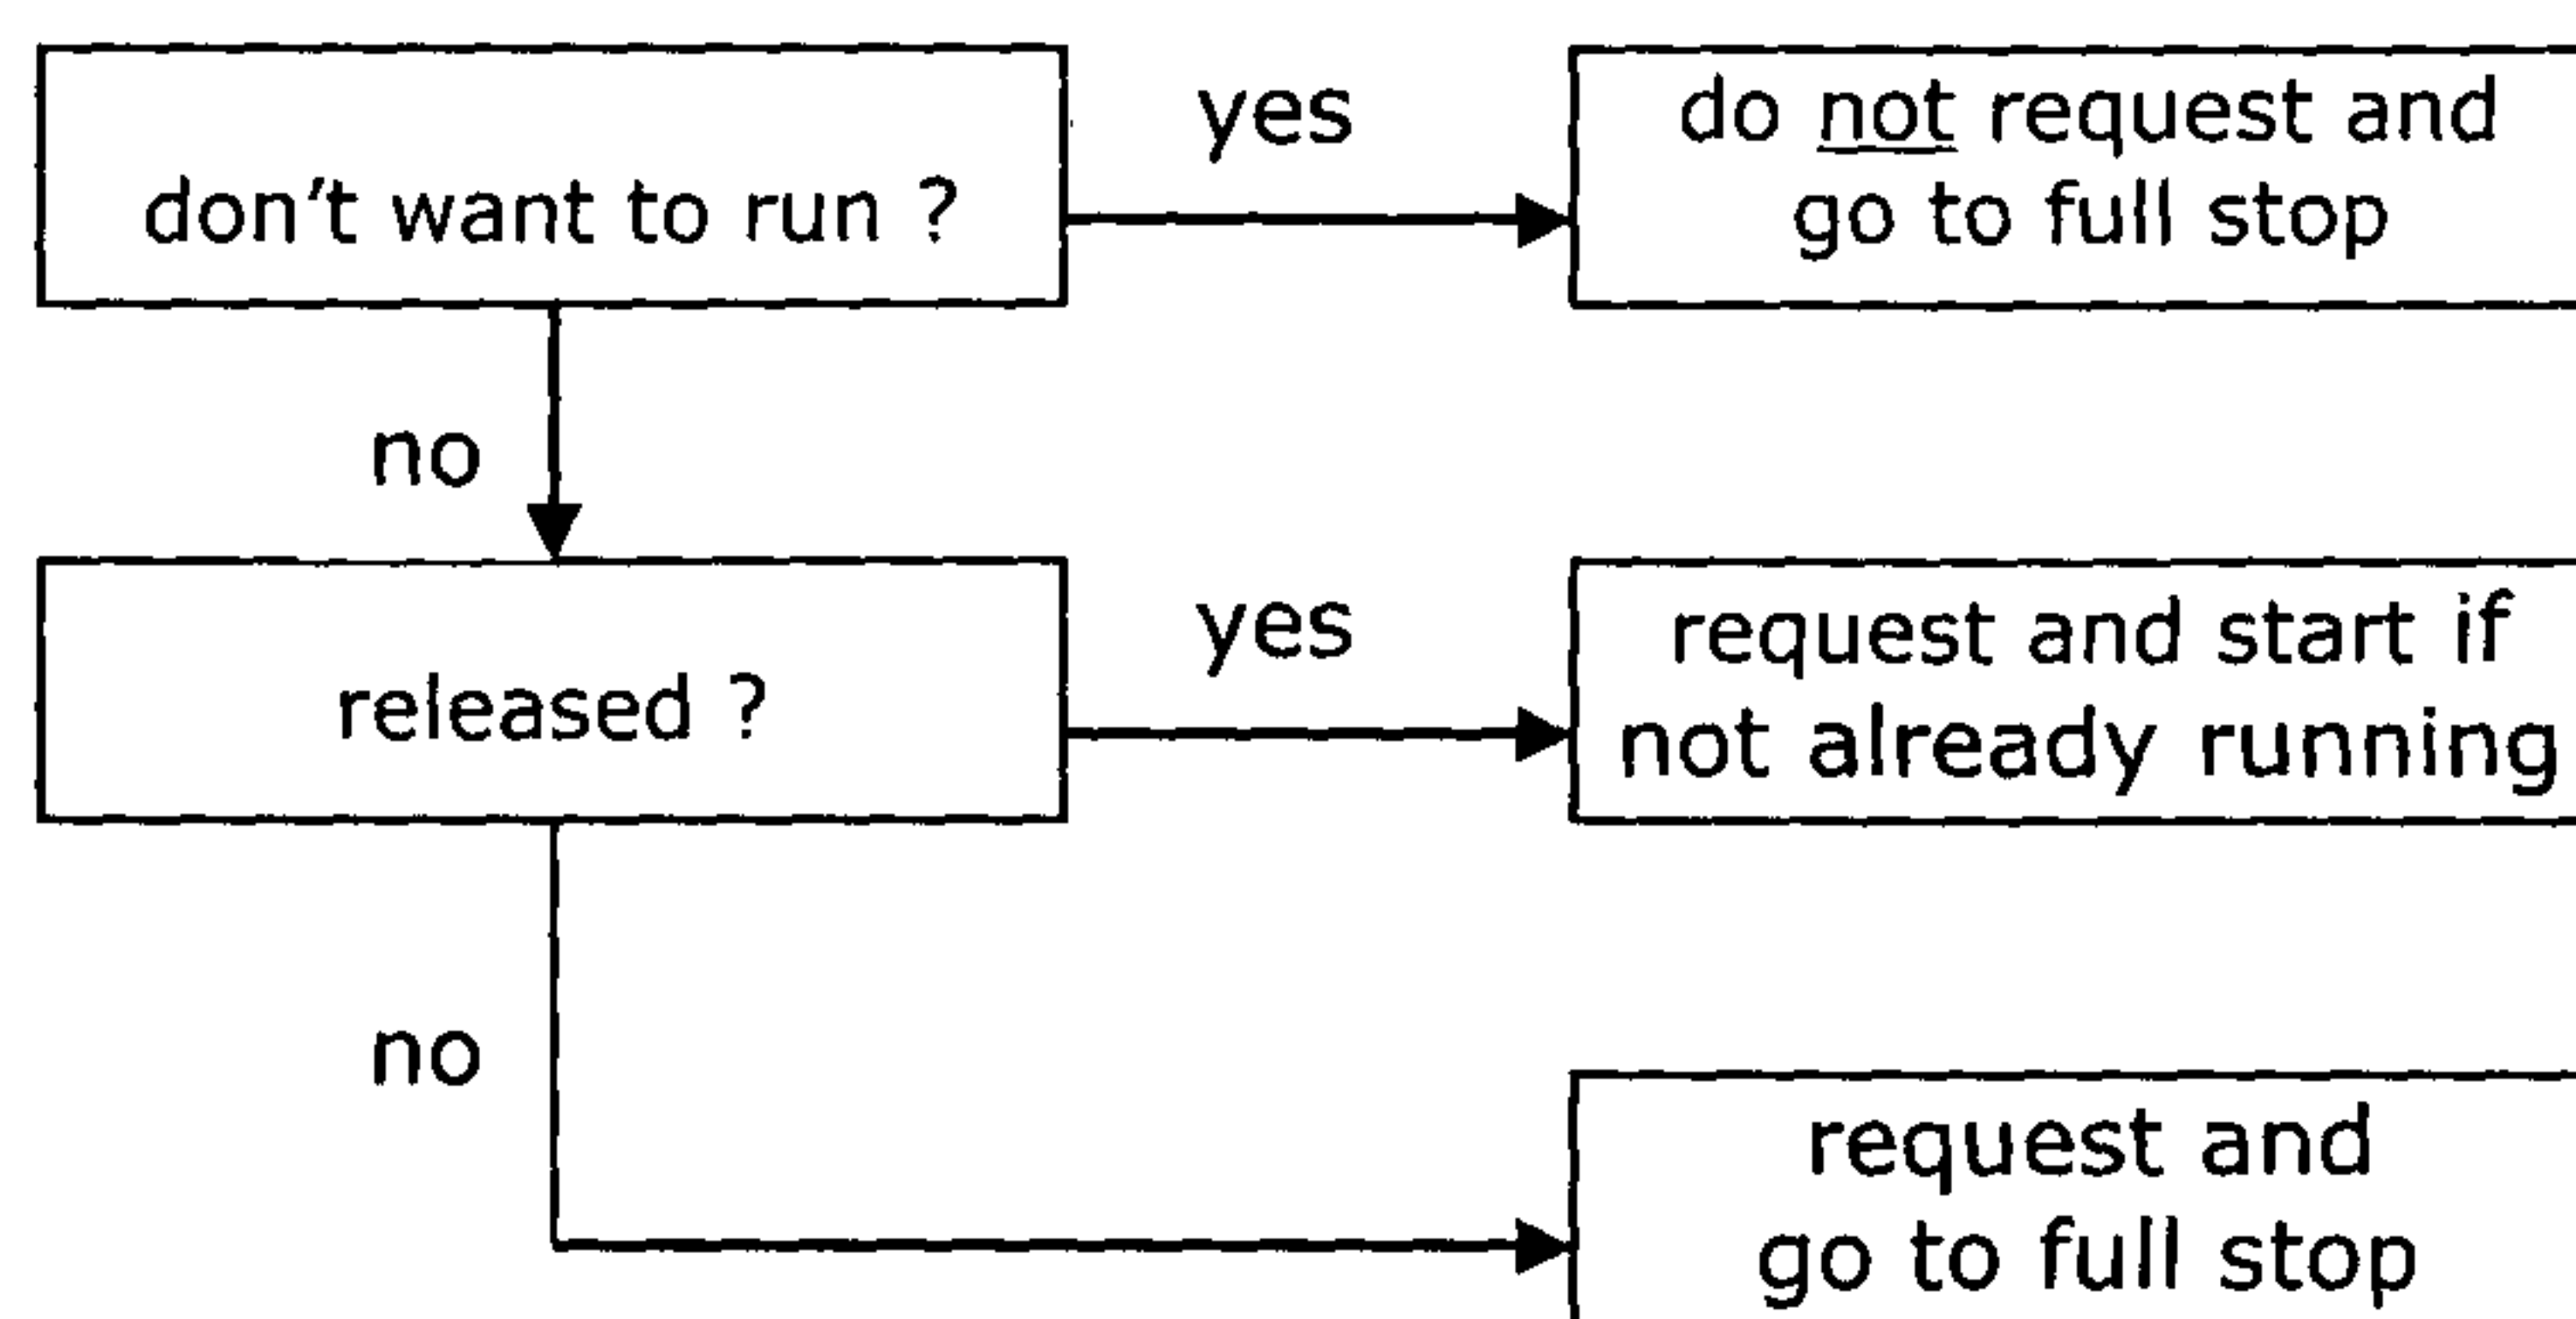 yes
do not request and
don't want to run ?
go to full stop
no
yes
request and start if
released ?
not already running
no
request and
go to full stop